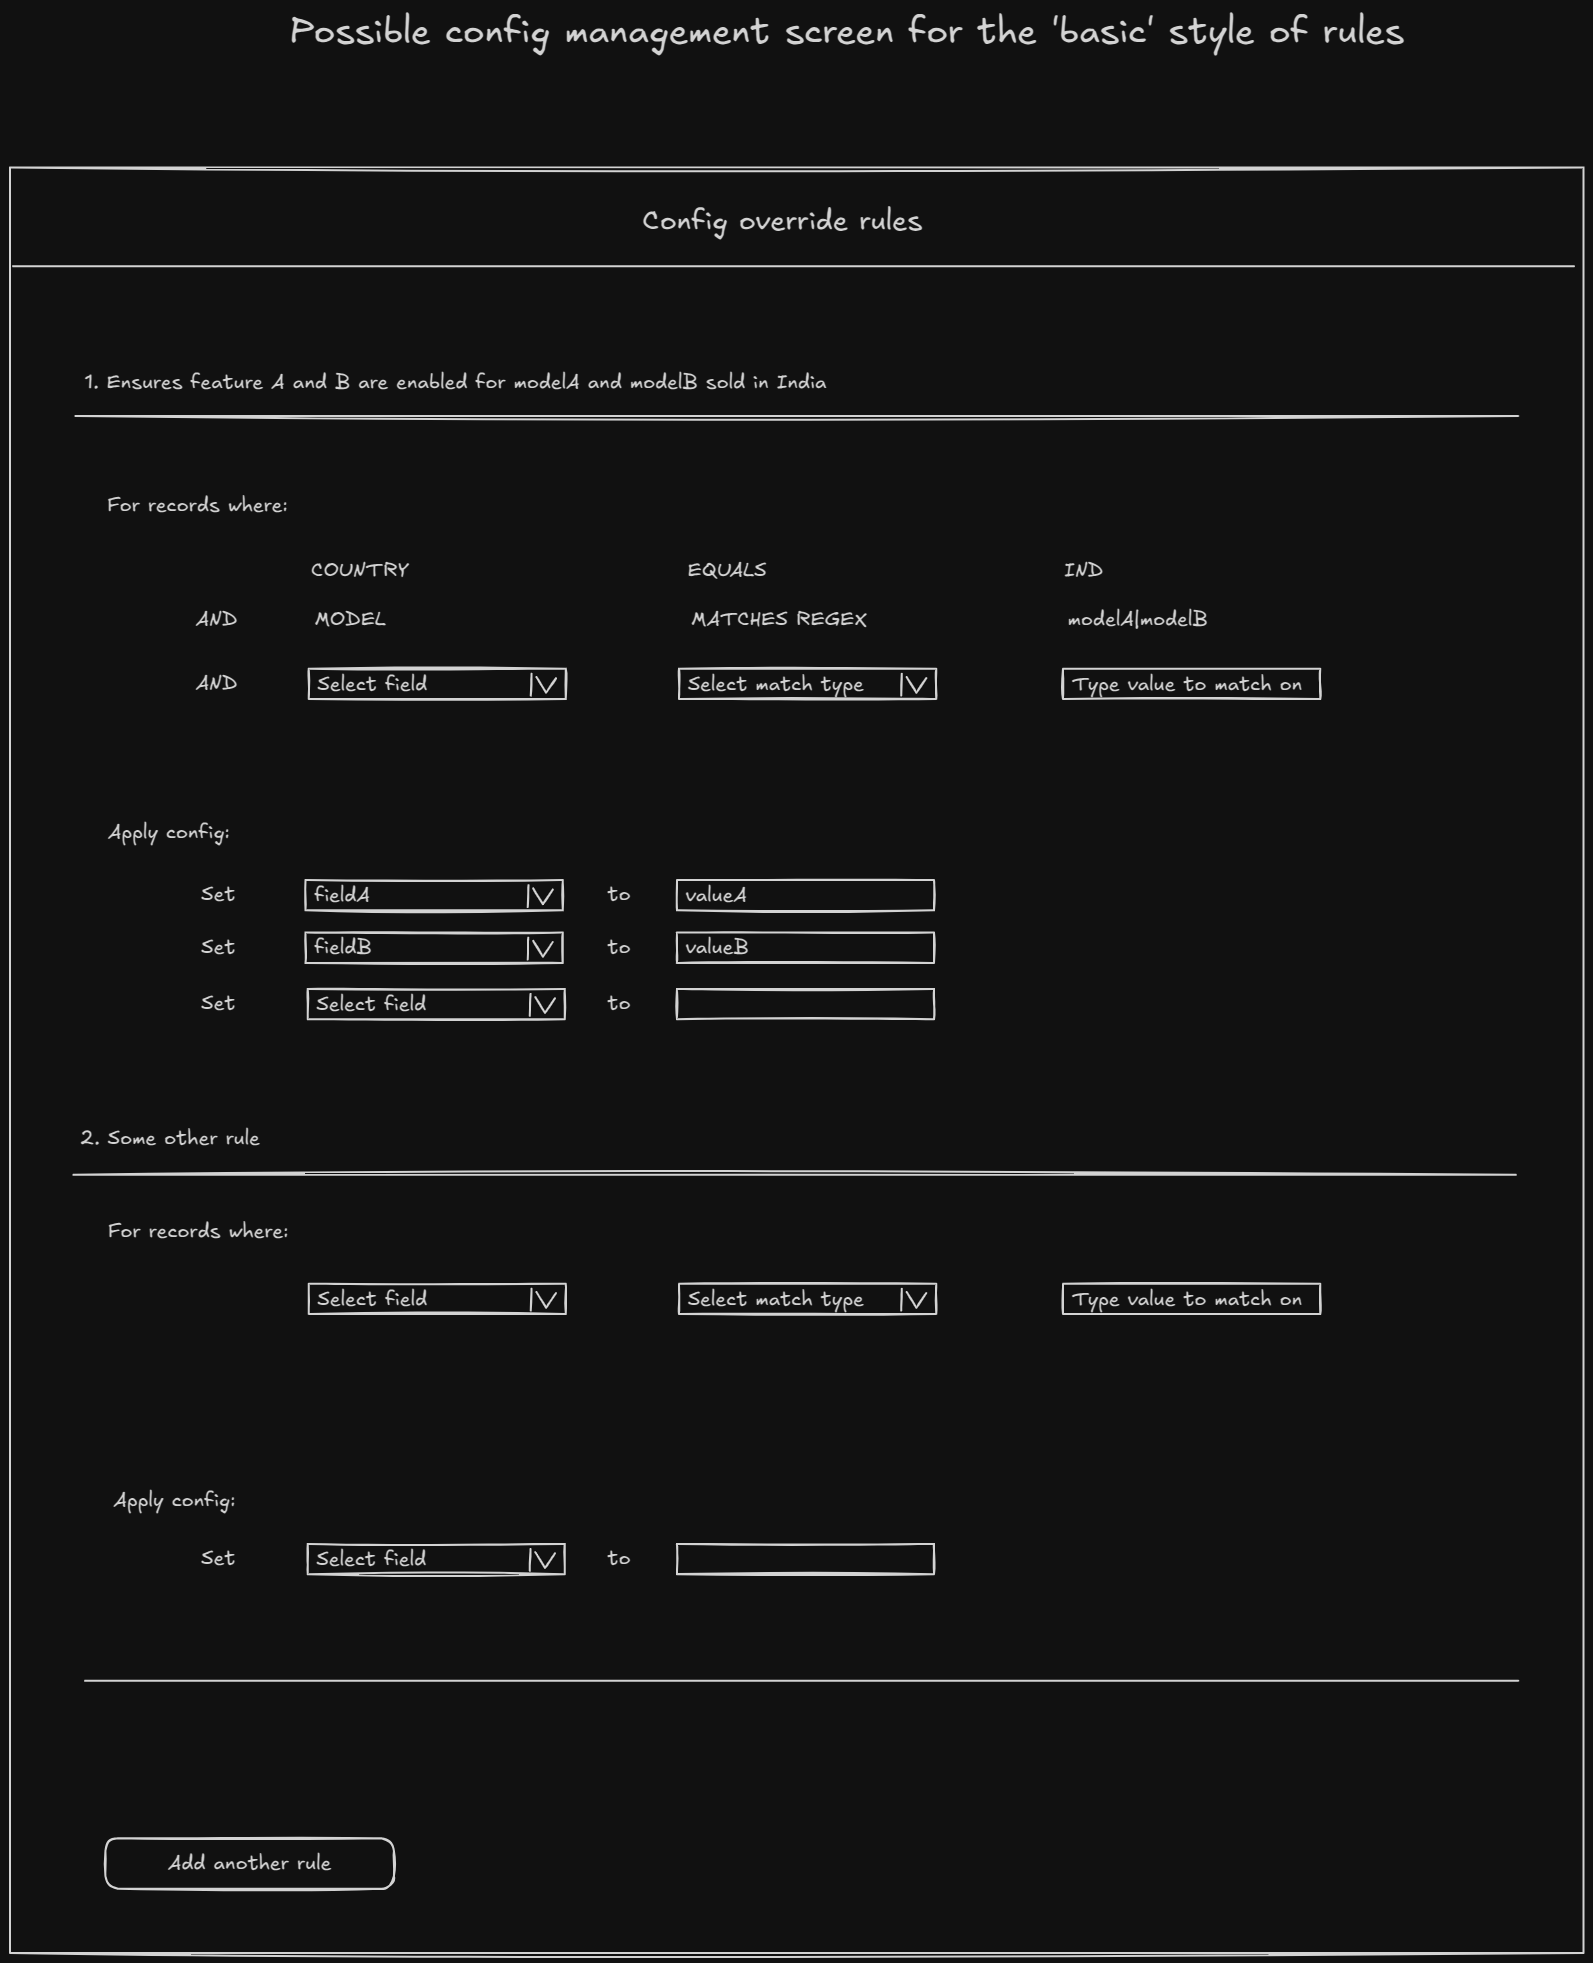 Possible config management screen for the 'basic' style of rules
Config override rules
1. Ensures feature A and B are enabled for modelA and modelB sold in India
For records where:
COUNTRY EQUALS IND
AND MODEL MATCHES REGEX modelA|modelB
AND Select field Select match type Type value to match on
Apply config:
Set fieldA to valueA
Set fieldB to valueB
Set Select field to
2. Some other rule
For records where:
Select field Select match type Type value to match on
Apply config:
Set Select field to
Add another rule